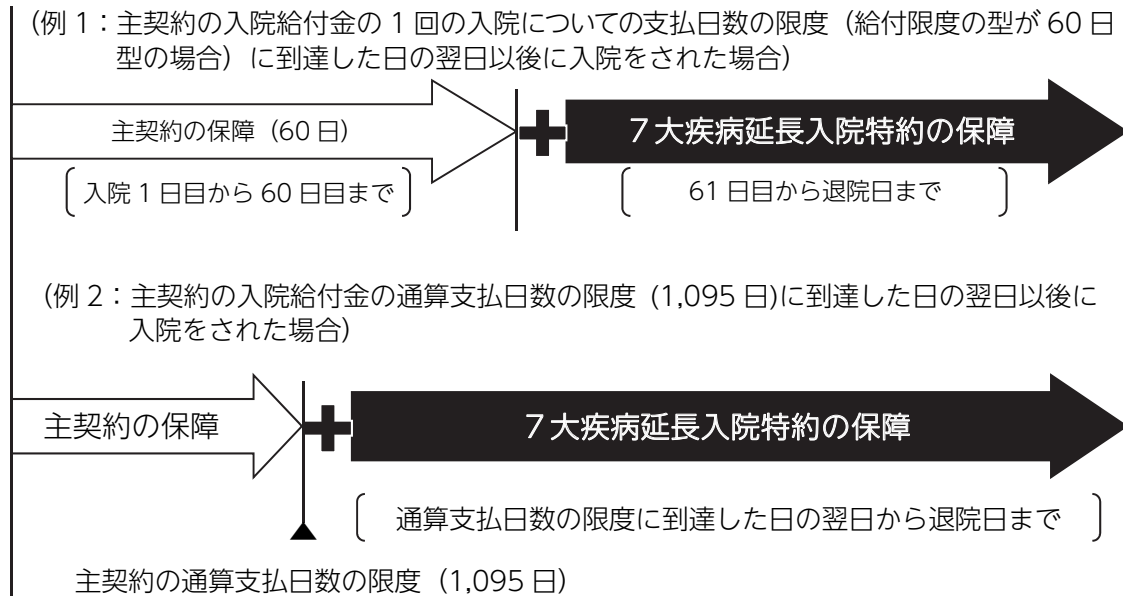 （例 1：主契約の入院給付金の 1 回の入院についての支払日数の限度（給付限度の型が 60 日
型の場合）に到達した日の翌日以後に入院をされた場合）
主契約の保障（60 日）
7大疾病延長入院特約の保障
入院 1 日目から 60 日目まで
61 日目から退院日まで
（例 2：主契約の入院給付金の通算支払日数の限度 (1,095 日)に到達した日の翌日以後に
入院をされた場合）
主契約の保障
7大疾病延長入院特約の保障
通算支払日数の限度に到達した日の翌日から退院日まで
主契約の通算支払日数の限度（1,095 日）